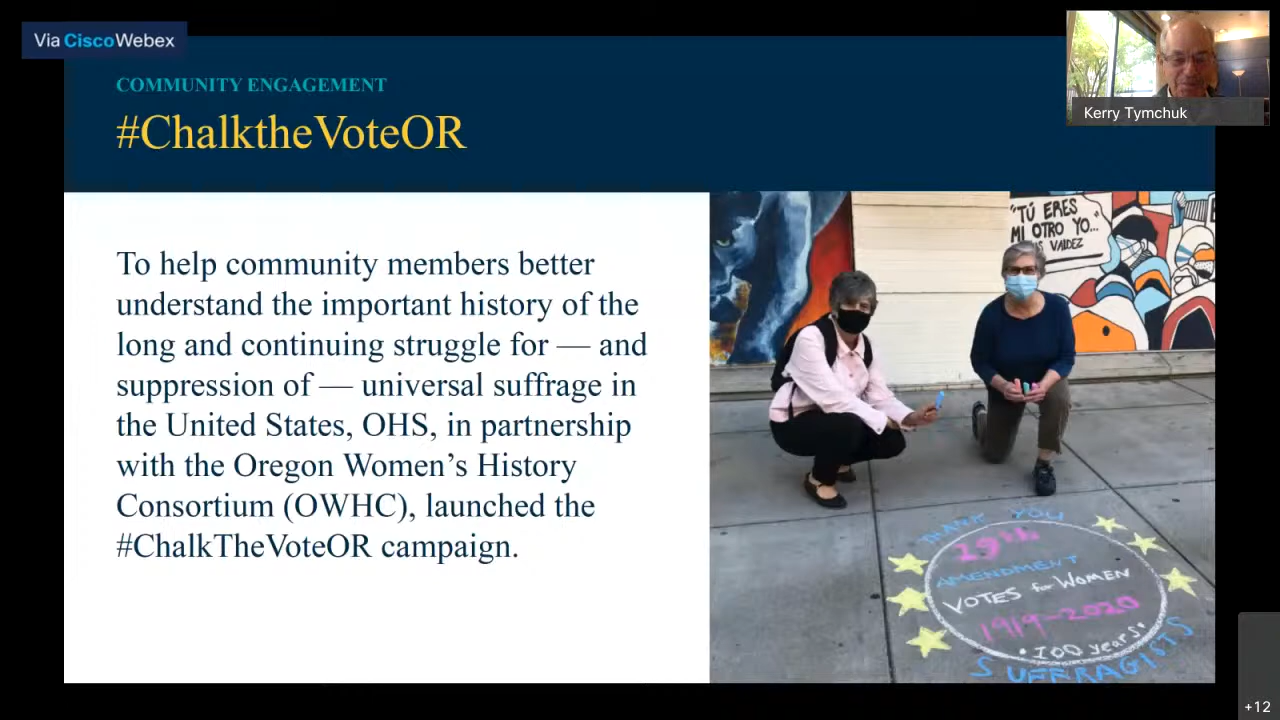 Via Cisco Webex
COMMUNITY ENGAGEMENT
#ChalktheVoteOR
Kerry Tymchuk
To help community members better
understand the important history of the
long and continuing struggle for — and
suppression of — universal suffrage in
the United States, OHS, in partnership
with the Oregon Women’s History
Consortium (OWHC), launched the
#ChalkTheVoteOR campaign.
"TÚ ERES
MI OTRO YO...
VALDEZ
THANK YOU
19th
AMENDMENT
VOTES for WOMEN
1919-2020
•100 years•
SUFFRAGISTS
+12